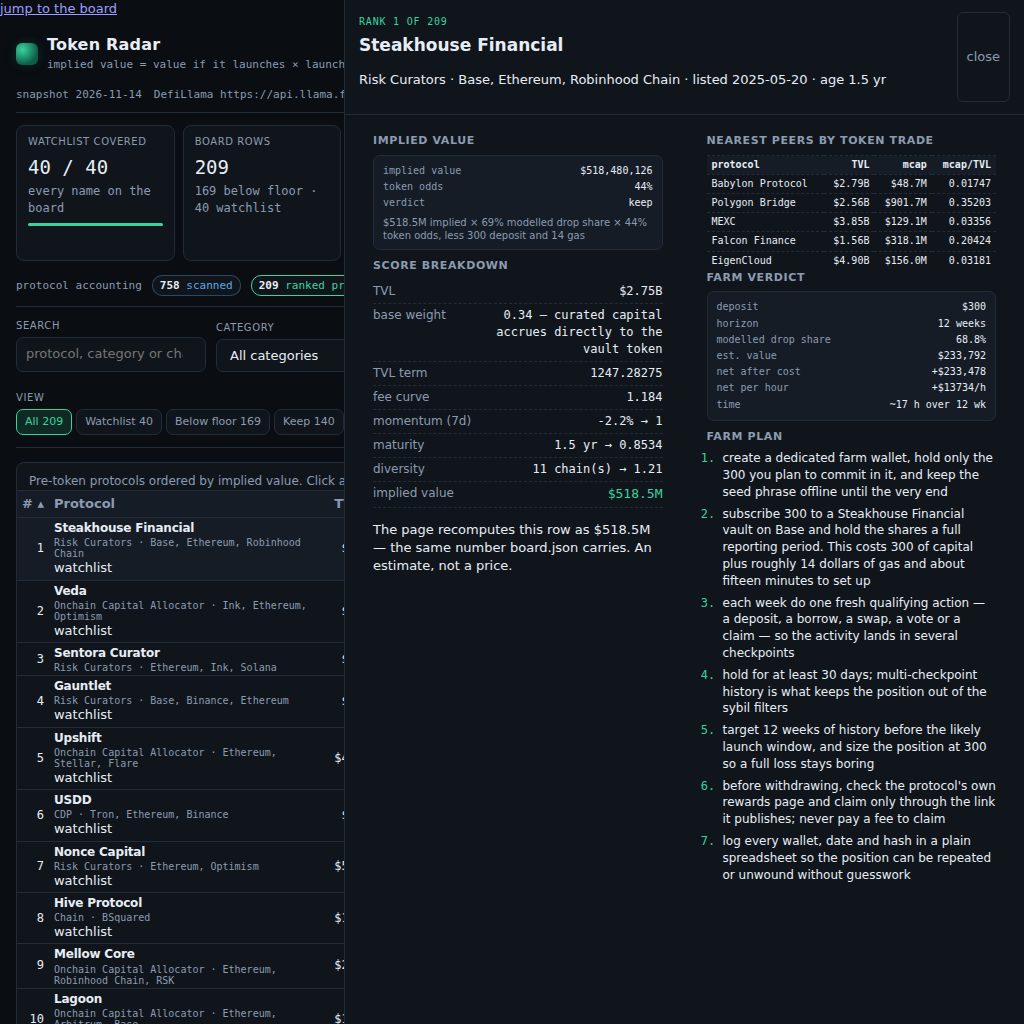 jump to the board
Token Radar
implied value = value if it launches × launch
snapshot 2026-11-14 DefiLlama https://api.llama.f
WATCHLIST COVERED
40 / 40
every name on the
board
BOARD ROWS
209
169 below floor ·
40 watchlist
protocol accounting 758 scanned 209 ranked pr
SEARCH
protocol, category or ch
CATEGORY
All categories
VIEW
All 209 Watchlist 40 Below floor 169 Keep 140
Pre-token protocols ordered by implied value. Click a
# ▲ Protocol T
1 Steakhouse Financial
Risk Curators · Base, Ethereum, Robinhood
Chain
watchlist
2 Veda
Onchain Capital Allocator · Ink, Ethereum,
Optimism
watchlist
3 Sentora Curator
Risk Curators · Ethereum, Ink, Solana
4 Gauntlet
Risk Curators · Base, Binance, Ethereum
watchlist
5 Upshift
Onchain Capital Allocator · Ethereum,
Stellar, Flare
watchlist
6 USDD
CDP · Tron, Ethereum, Binance
watchlist
7 Nonce Capital
Risk Curators · Ethereum, Optimism
watchlist
8 Hive Protocol
Chain · BSquared
watchlist
9 Mellow Core
Onchain Capital Allocator · Ethereum,
Robinhood Chain, RSK
10 Lagoon
Onchain Capital Allocator · Ethereum,
Arbitrum, Base
RANK 1 OF 209
Steakhouse Financial
Risk Curators · Base, Ethereum, Robinhood Chain · listed 2025-05-20 · age 1.5 yr
close
IMPLIED VALUE
implied value $518,480,126
token odds 44%
verdict keep
$518.5M implied × 69% modelled drop share × 44%
token odds, less 300 deposit and 14 gas
SCORE BREAKDOWN
TVL $2.75B
base weight 0.34 — curated capital
accrues directly to the
vault token
TVL term 1247.28275
fee curve 1.184
momentum (7d) -2.2% → 1
maturity 1.5 yr → 0.8534
diversity 11 chain(s) → 1.21
implied value $518.5M
The page recomputes this row as $518.5M
— the same number board.json carries. An
estimate, not a price.
NEAREST PEERS BY TOKEN TRADE
protocol TVL mcap mcap/TVL
Babylon Protocol $2.79B $48.7M 0.01747
Polygon Bridge $2.56B $901.7M 0.35203
MEXC $3.85B $129.1M 0.03356
Falcon Finance $1.56B $318.1M 0.20424
EigenCloud $4.90B $156.0M 0.03181
FARM VERDICT
deposit $300
horizon 12 weeks
modelled drop share 68.8%
est. value $233,792
net after cost +$233,478
net per hour +$13734/h
time ~17 h over 12 wk
FARM PLAN
1. create a dedicated farm wallet, hold only the
300 you plan to commit in it, and keep the
seed phrase offline until the very end
2. subscribe 300 to a Steakhouse Financial
vault on Base and hold the shares a full
reporting period. This costs 300 of capital
plus roughly 14 dollars of gas and about
fifteen minutes to set up
3. each week do one fresh qualifying action —
a deposit, a borrow, a swap, a vote or a
claim — so the activity lands in several
checkpoints
4. hold for at least 30 days; multi-checkpoint
history is what keeps the position out of the
sybil filters
5. target 12 weeks of history before the likely
launch window, and size the position at 300
so a full loss stays boring
6. before withdrawing, check the protocol's own
rewards page and claim only through the link
it publishes; never pay a fee to claim
7. log every wallet, date and hash in a plain
spreadsheet so the position can be repeated
or unwound without guesswork